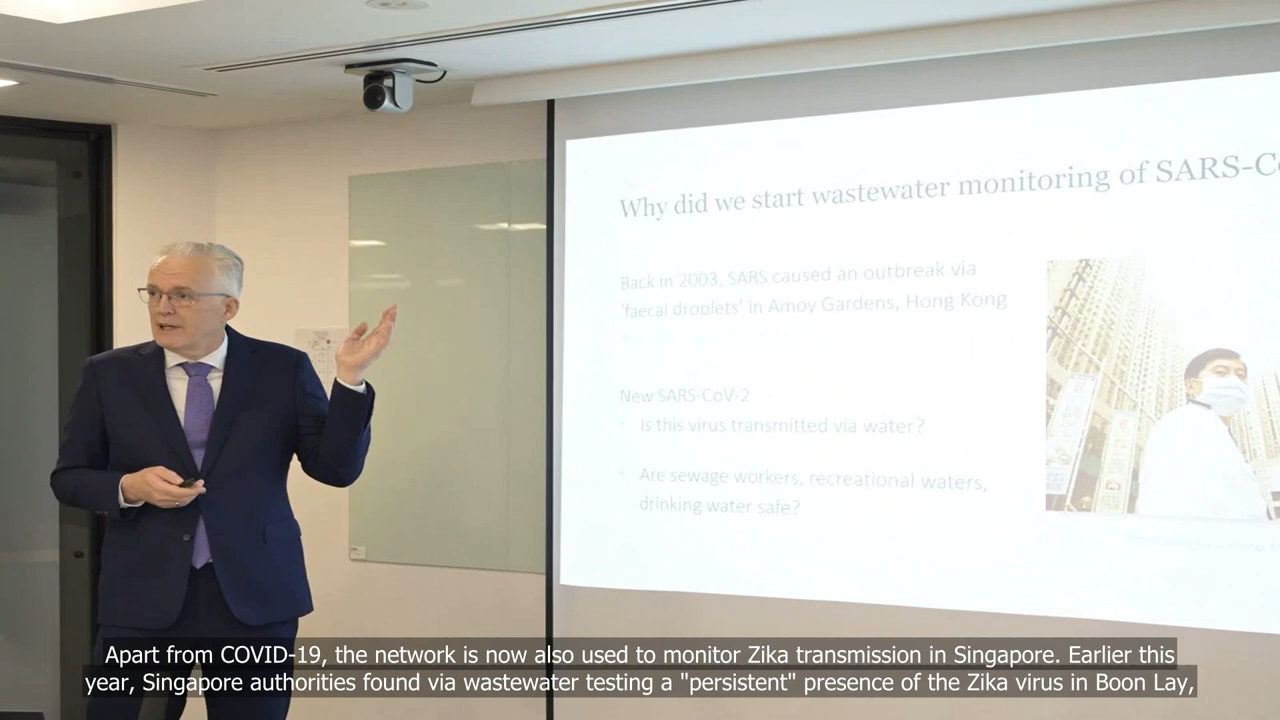 Why did we start wastewater monitoring of SARS-Co
Back in 2003, SARS caused an outbreak via
'faecal droplets' in Amoy Gardens, Hong Kong
New SARS-CoV-2
Is this virus transmitted via water?
Are sewage workers, recreational waters,
drinking water safe?
Apart from COVID-19, the network is now also used to monitor Zika transmission in Singapore. Earlier this
year, Singapore authorities found via wastewater testing a "persistent" presence of the Zika virus in Boon Lay,